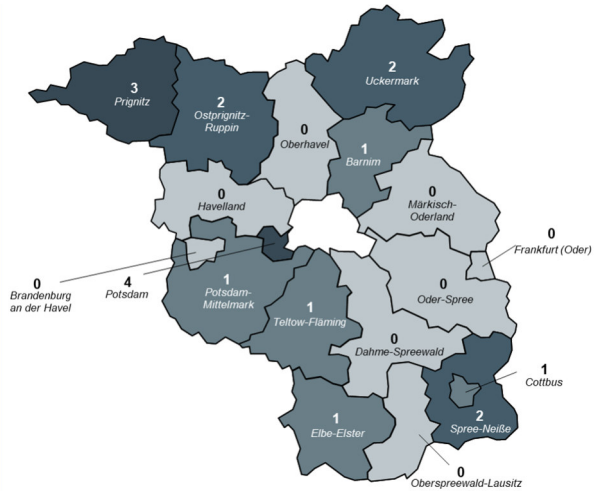 2
Uckermark
3
Prignitz
2
Ostprignitz-
Ruppin
0
Oberhavel
1
Barnim
0
Havelland
0
Märkisch-
Oderland
0
Frankfurt (Oder)
0
Brandenburg
an der Havel
4
Potsdam
1
Potsdam-
Mittelmark
1
Teltow-Fläming
0
Oder-Spree
0
Dahme-Spreewald
1
Cottbus
1
Elbe-Elster
2
Spree-Neiße
0
Oberspreewald-Lausitz